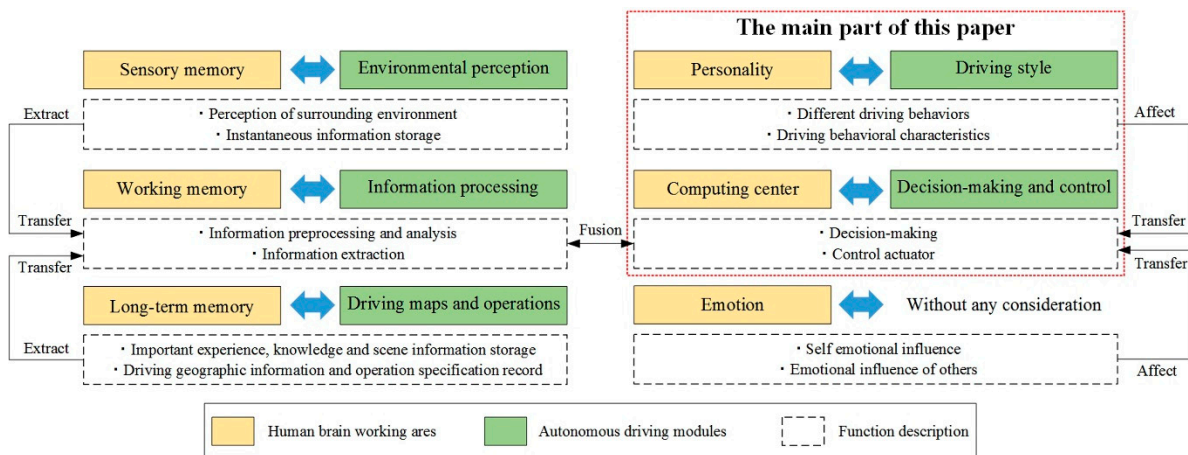 The main part of this paper
Sensory memory
Environmental perception
Personality
Driving style
Extract
· Perception of surrounding environment
· Instantaneous information storage
· Different driving behaviors
· Driving behavioral characteristics
Affect
Working memory
Information processing
Computing center
Decision-making and control
Transfer
· Information preprocessing and analysis
· Information extraction
Fusion
· Decision-making
· Control actuator
Transfer
Transfer
Transfer
Long-term memory
Driving maps and operations
Emotion
Without any consideration
Extract
· Important experience, knowledge and scene information storage
· Driving geographic information and operation specification record
· Self emotional influence
· Emotional influence of others
Affect
Human brain working ares
Autonomous driving modules
Function description